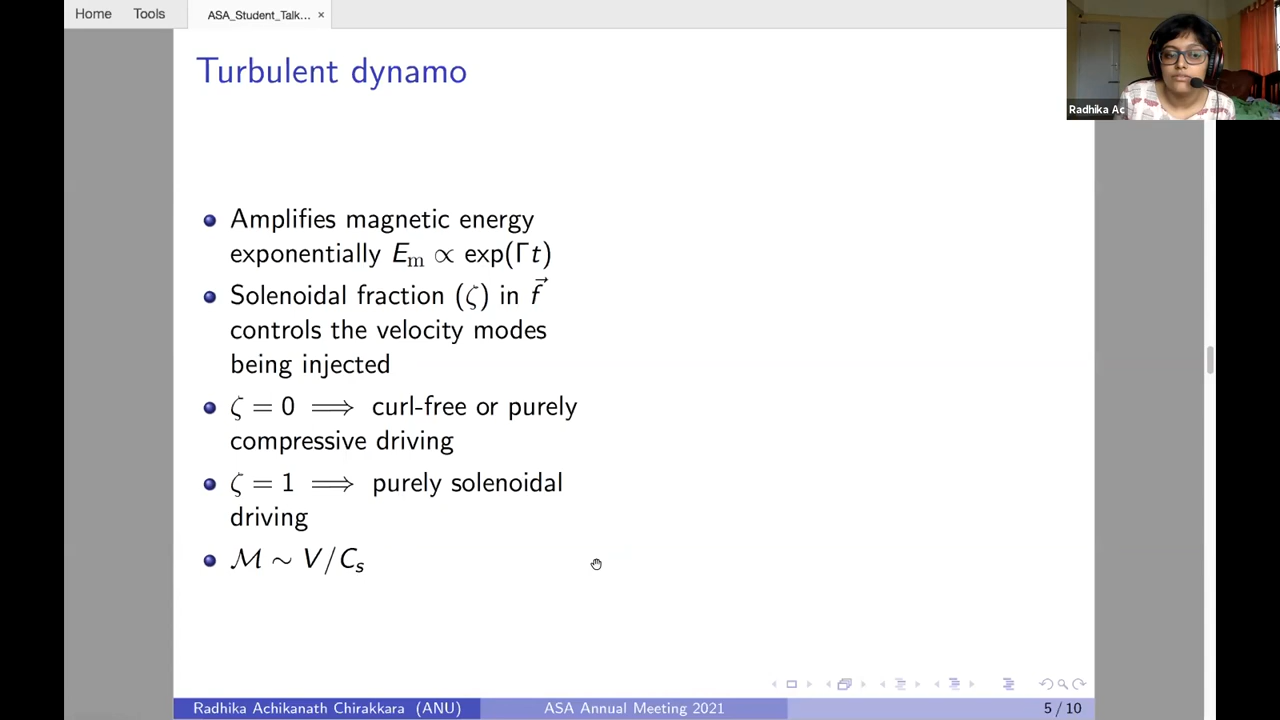 Home Tools ASA_Student_Talk... ×
Turbulent dynamo
Radhika Ac
Amplifies magnetic energy
exponentially Eₘ ∝ exp(Γt)
Solenoidal fraction (ζ) in f⃗
controls the velocity modes
being injected
ζ = 0 ⟹ curl-free or purely
compressive driving
ζ = 1 ⟹ purely solenoidal
driving
ℳ ∼ V/Cₛ
Radhika Achikanath Chirakkara (ANU) ASA Annual Meeting 2021 5 / 10